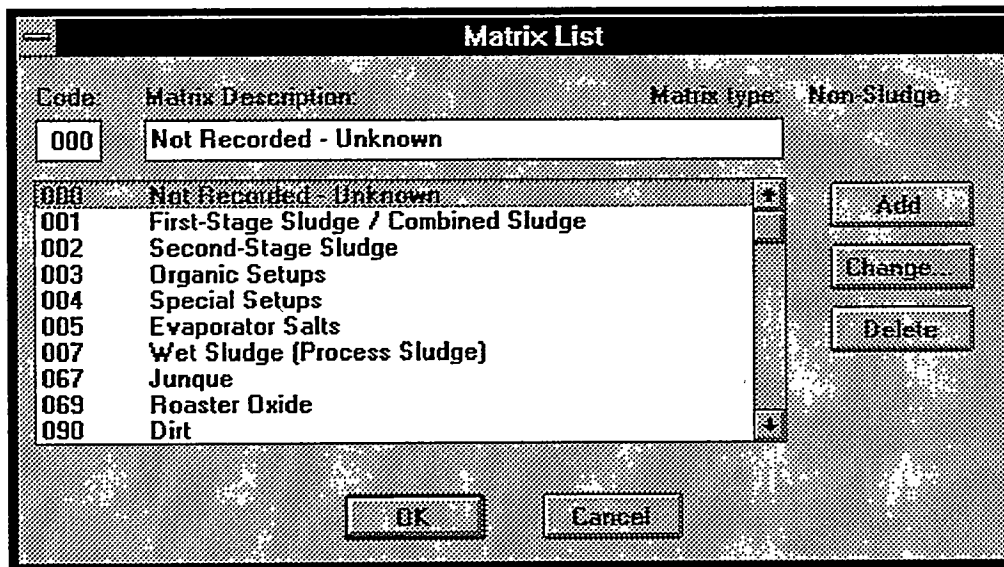 Matrix List
Code: Matrix Description: Matrix type: Non-Sludge
000 Not Recorded - Unknown
000 Not Recorded - Unknown
001 First-Stage Sludge / Combined Sludge
002 Second-Stage Sludge
003 Organic Setups
004 Special Setups
005 Evaporator Salts
007 Wet Sludge (Process Sludge)
067 Junque
069 Roaster Oxide
090 Dirt
Add
Change...
Delete
OK Cancel